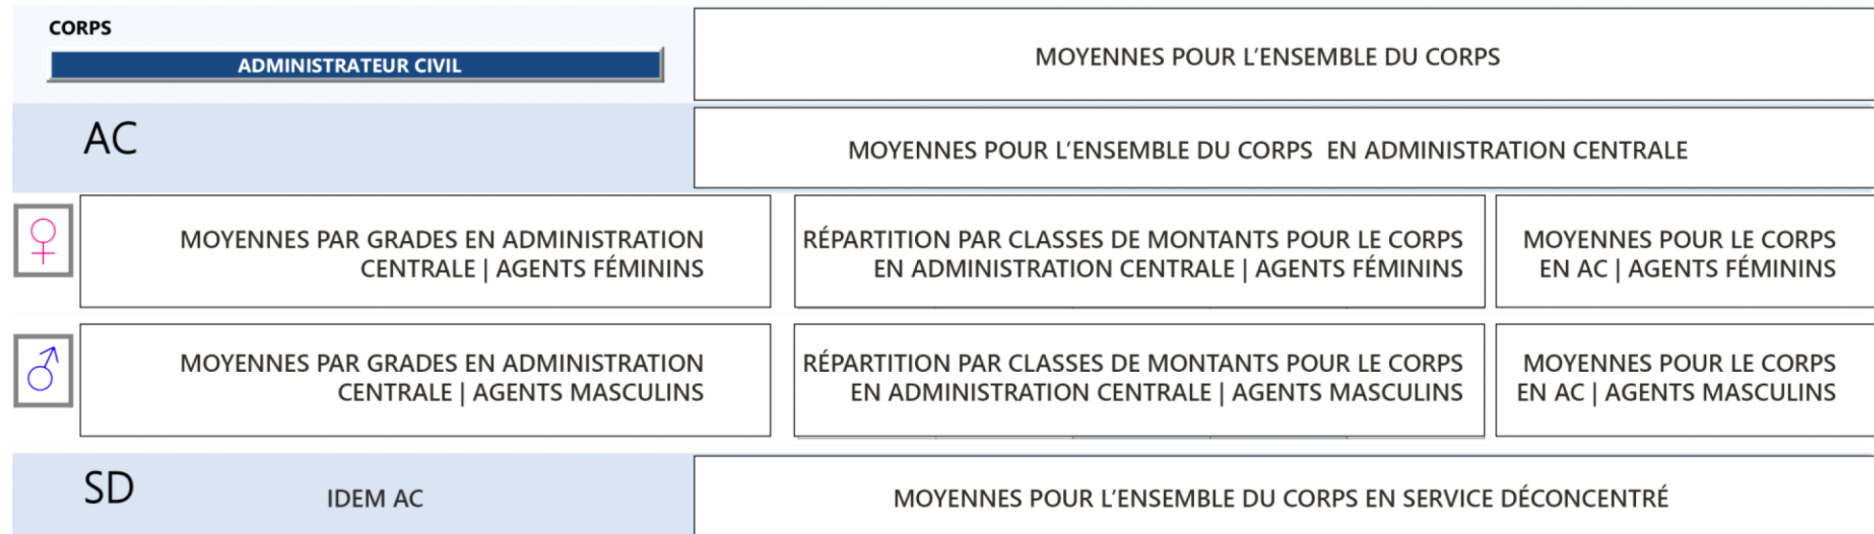 CORPS
ADMINISTRATEUR CIVIL
MOYENNES POUR L'ENSEMBLE DU CORPS
AC
MOYENNES POUR L'ENSEMBLE DU CORPS EN ADMINISTRATION CENTRALE
MOYENNES PAR GRADES EN ADMINISTRATION
CENTRALE | AGENTS FÉMININS
RÉPARTITION PAR CLASSES DE MONTANTS POUR LE CORPS
EN ADMINISTRATION CENTRALE | AGENTS FÉMININS
MOYENNES POUR LE CORPS
EN AC | AGENTS FÉMININS
MOYENNES PAR GRADES EN ADMINISTRATION
CENTRALE | AGENTS MASCULINS
RÉPARTITION PAR CLASSES DE MONTANTS POUR LE CORPS
EN ADMINISTRATION CENTRALE | AGENTS MASCULINS
MOYENNES POUR LE CORPS
EN AC | AGENTS MASCULINS
SD
IDEM AC
MOYENNES POUR L'ENSEMBLE DU CORPS EN SERVICE DÉCONCENTRÉ